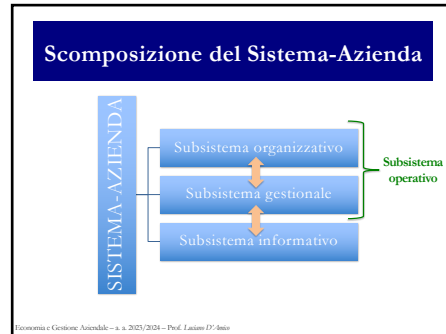 Scomposizione del Sistema-Azienda
SISTEMA-AZIENDA
Subsistema organizzativo
Subsistema gestionale
Subsistema informativo
Subsistema
operativo
Economia e Gestione Aziendale – a. a. 2023/2024 – Prof. Luciano D'Amico